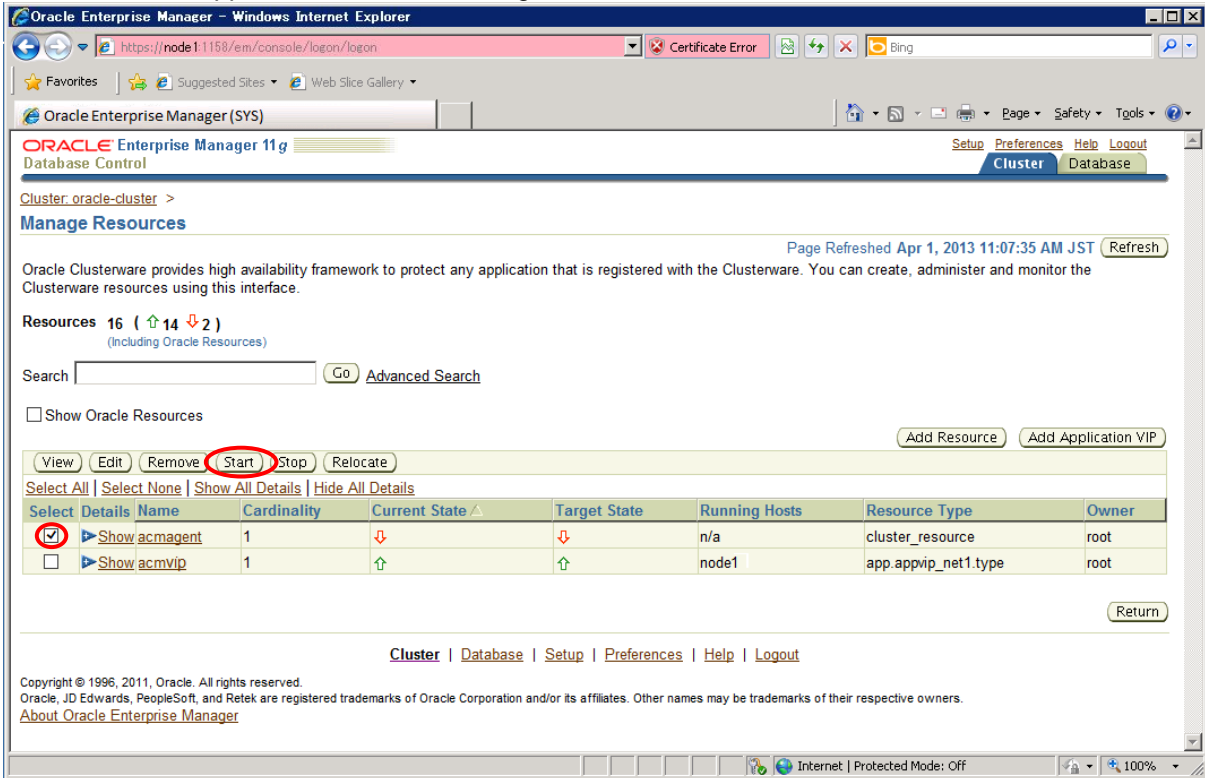 Oracle Enterprise Manager - Windows Internet Explorer
https://node1:1158/em/console/logon/logon
Certificate Error
Bing
Favorites
Suggested Sites
Web Slice Gallery
Oracle Enterprise Manager (SYS)
Page
Safety
Tools
ORACLE Enterprise Manager 11g
Database Control
Setup Preferences Help Logout
Cluster Database
Cluster: oracle-cluster >
Manage Resources
Page Refreshed Apr 1, 2013 11:07:35 AM JST Refresh
Oracle Clusterware provides high availability framework to protect any application that is registered with the Clusterware. You can create, administer and monitor the
Clusterware resources using this interface.
Resources 16 ( 14 2 )
(Including Oracle Resources)
Search Go Advanced Search
Show Oracle Resources
Add Resource Add Application VIP
View Edit Remove Start Stop Relocate
Select All | Select None | Show All Details | Hide All Details
Select Details Name Cardinality Current State Target State Running Hosts Resource Type Owner
Show acmagent 1 n/a cluster_resource root
Show acmvip 1 node1 app.appvip_net1.type root
Return
Cluster | Database | Setup | Preferences | Help | Logout
Copyright © 1996, 2011, Oracle. All rights reserved.
Oracle, JD Edwards, PeopleSoft, and Retek are registered trademarks of Oracle Corporation and/or its affiliates. Other names may be trademarks of their respective owners.
About Oracle Enterprise Manager
Internet | Protected Mode: Off
100%